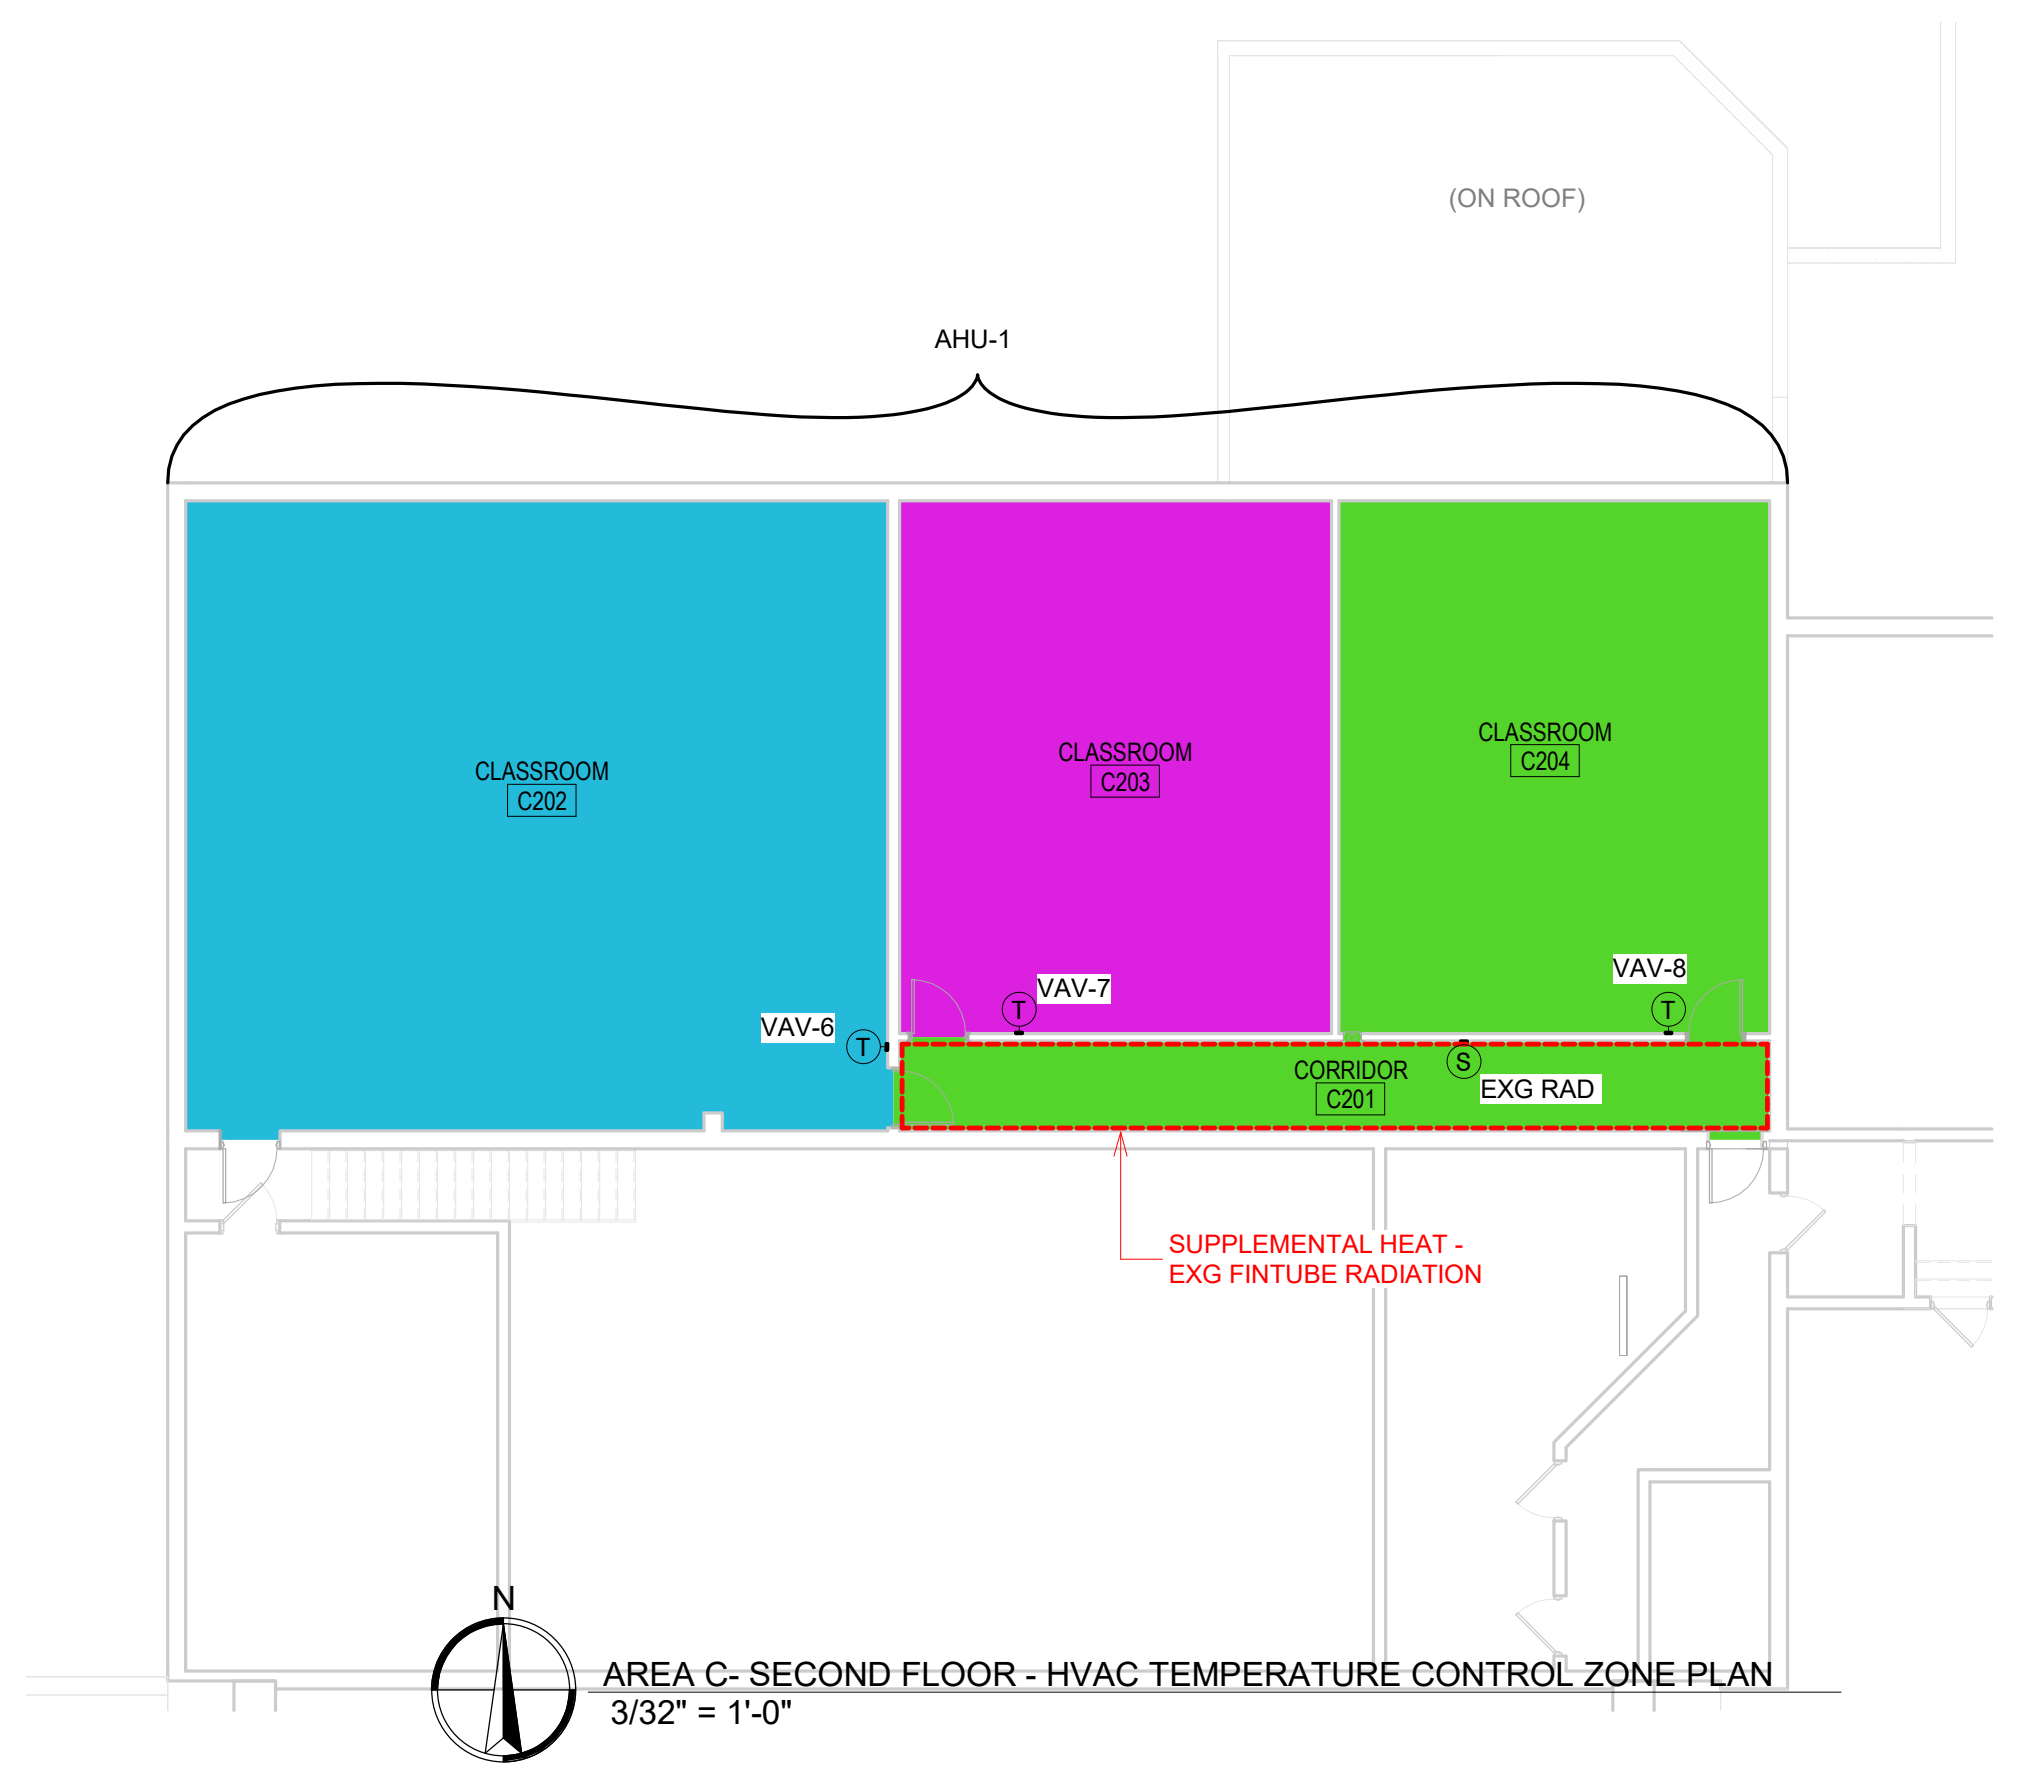 (ON ROOF)
AHU-1
CLASSROOM
C202
CLASSROOM
C203
CLASSROOM
C204
VAV-6
T
VAV-7
T
VAV-8
T
CORRIDOR
C201
S
EXG RAD
SUPPLEMENTAL HEAT -
EXG FINTUBE RADIATION
N
AREA C- SECOND FLOOR - HVAC TEMPERATURE CONTROL ZONE PLAN
3/32" = 1'-0"